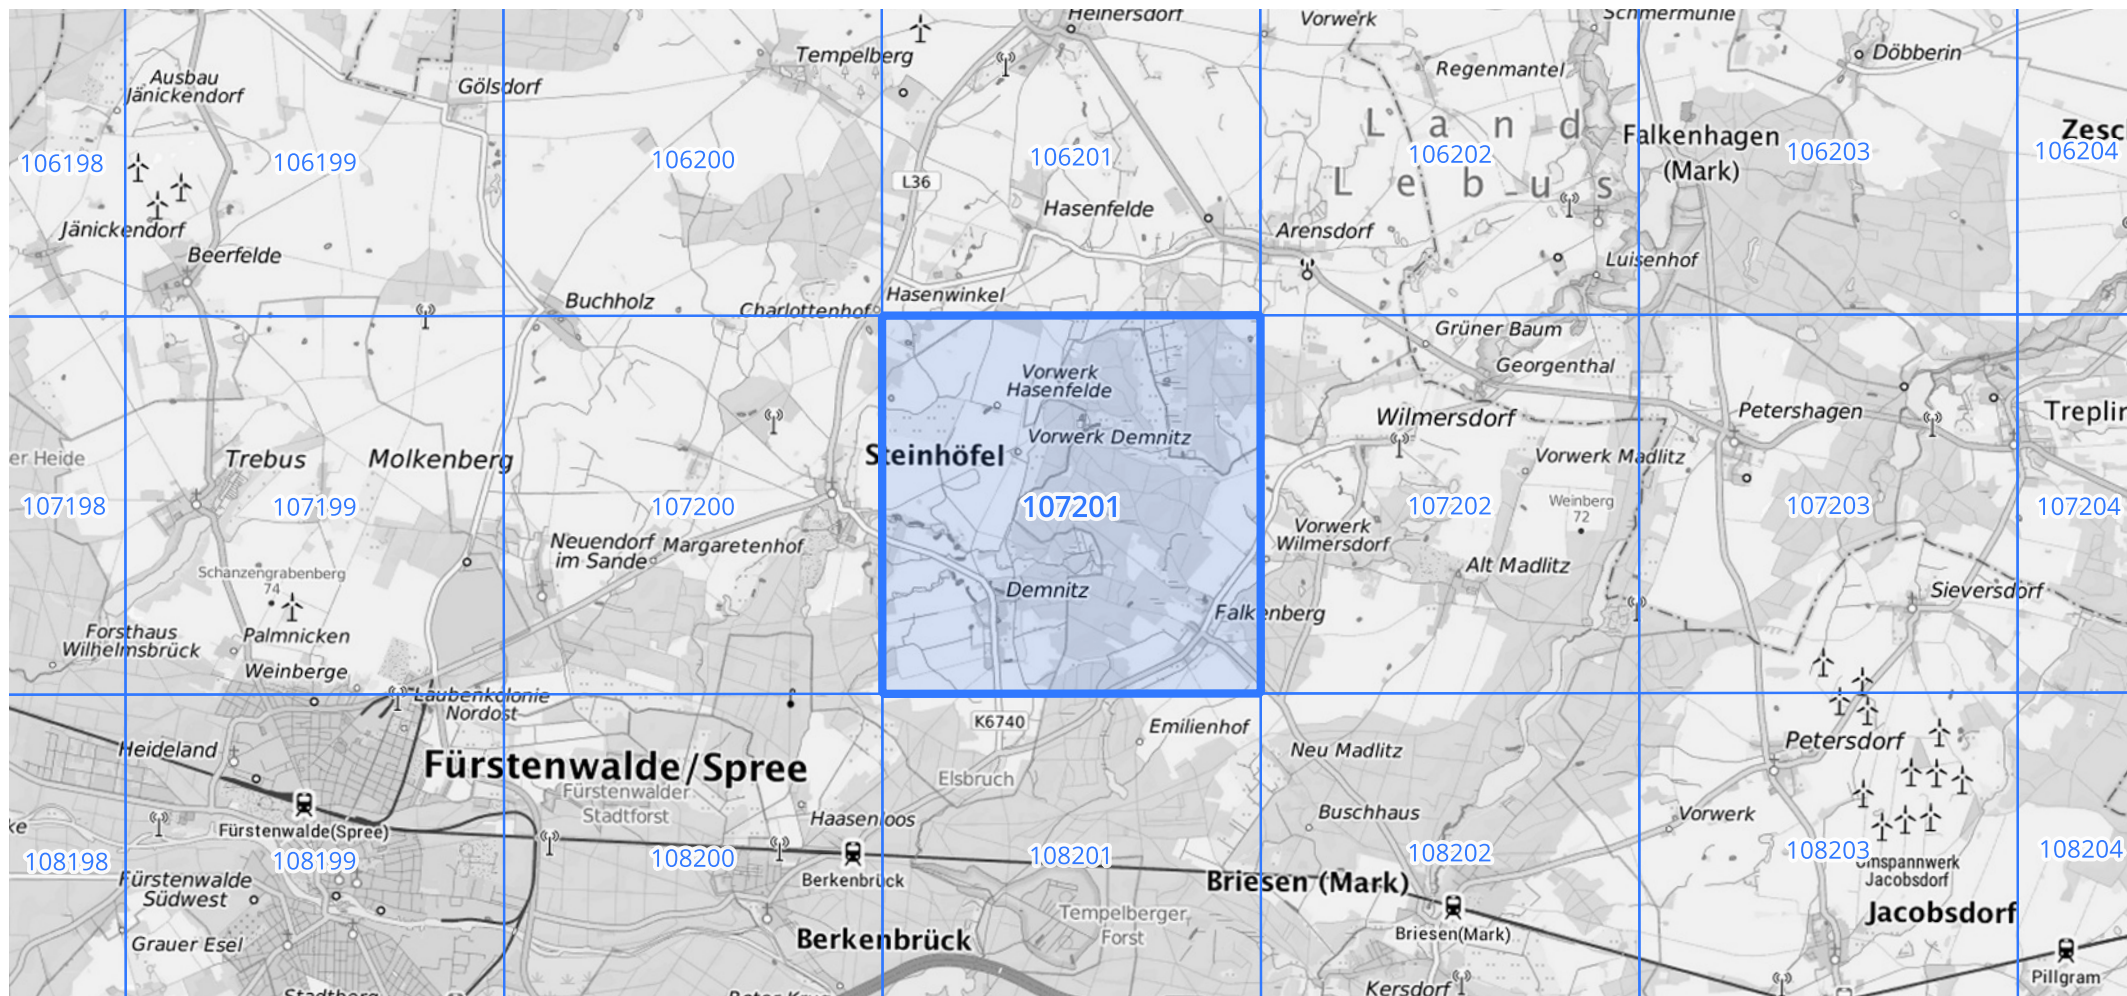 Heinersdorf
Vorwerk
Schmermühle
Tempelberg
Döbberin
Regenmantel
Ausbau
Jänickendorf
Gölsdorf
Land
Falkenhagen
(Mark)
Zesc
106198
106199
106200
106201
106202
106203
106204
L36
Lebus
Hasenfelde
Jänickendorf
Arensdorf
Beerfelde
Luisenhof
Buchholz
Charlottenhof
Hasenwinkel
Grüner Baum
Georgenthal
Vorwerk
Hasenfelde
Wilmersdorf
Petershagen
Treplin
Vorwerk Demnitz
er Heide
Trebus
Molkenberg
Steinhöfel
Vorwerk Madlitz
107198
107199
107200
107201
107202
107203
107204
Weinberg
72
Neuendorf
im Sande
Margaretenhof
Vorwerk
Wilmersdorf
Alt Madlitz
Schanzengrabenberg
74
Demnitz
Falkenberg
Sieversdorf
Forsthaus
Wilhelmsbrück
Palmnicken
Weinberge
Laubenkolonie
Nordost
K6740
Emilienhof
Heideland
Fürstenwalde/Spree
Neu Madlitz
Petersdorf
Elsbruch
Fürstenwalder
Stadtforst
Haasenloos
Buschhaus
Vorwerk
ke
Fürstenwalde(Spree)
108198
108199
108200
108201
108202
108203
108204
Berkenbrück
Umspannwerk
Jacobsdorf
Fürstenwalde
Südwest
Briesen (Mark)
Tempelberger
Forst
Jacobsdorf
Grauer Esel
Berkenbrück
Briesen(Mark)
Pillgram
Kersdorf
Stadtberg